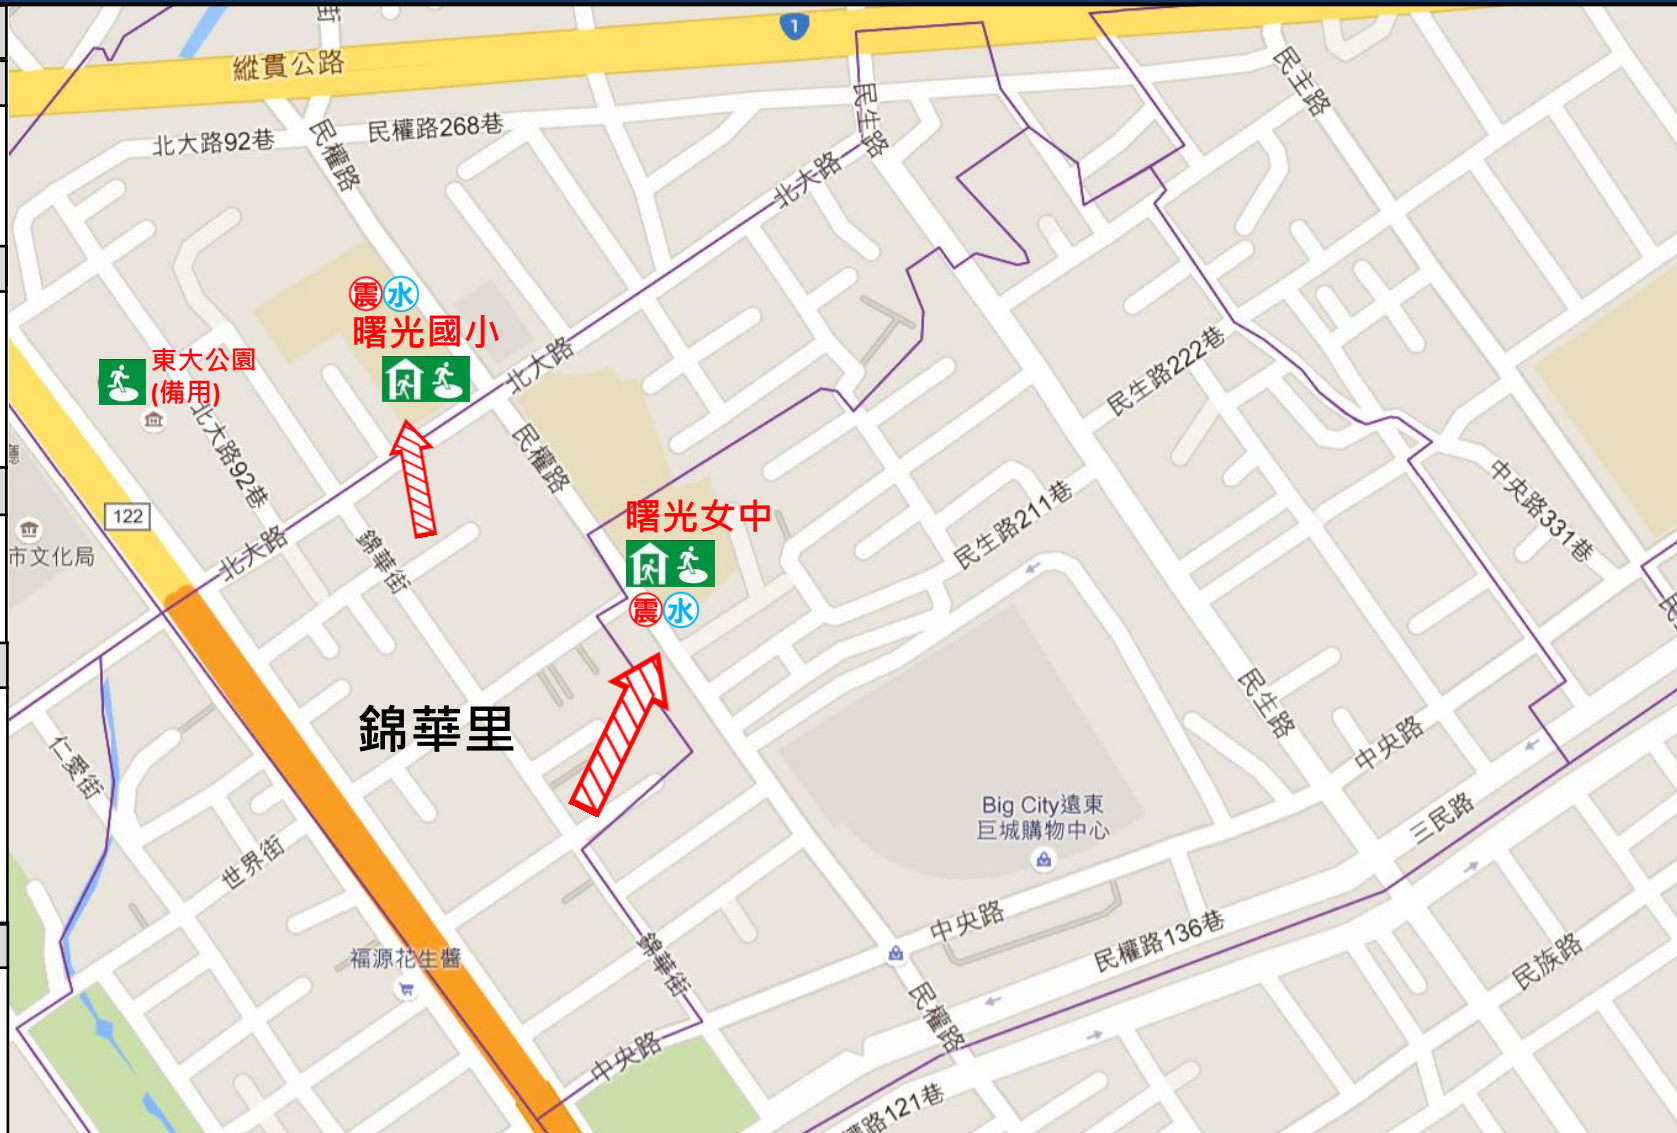 街
1
縱貫公路
民主路
民生路
北大路92巷
民權路268巷
民權路
北大路
震水
曙光國小
東大公園
(備用)
北大路
民生路222巷
北大路92巷
民權路
122
市文化局
北大路
錦華街
曙光女中
震水
民生路211巷
中央路331巷
錦華里
仁愛街
民生路
中央路
世界街
Big City遠東
巨城購物中心
三民路
福源花生醬
錦華街
中央路
民權路136巷
民族路
民權路
中央路
路121巷